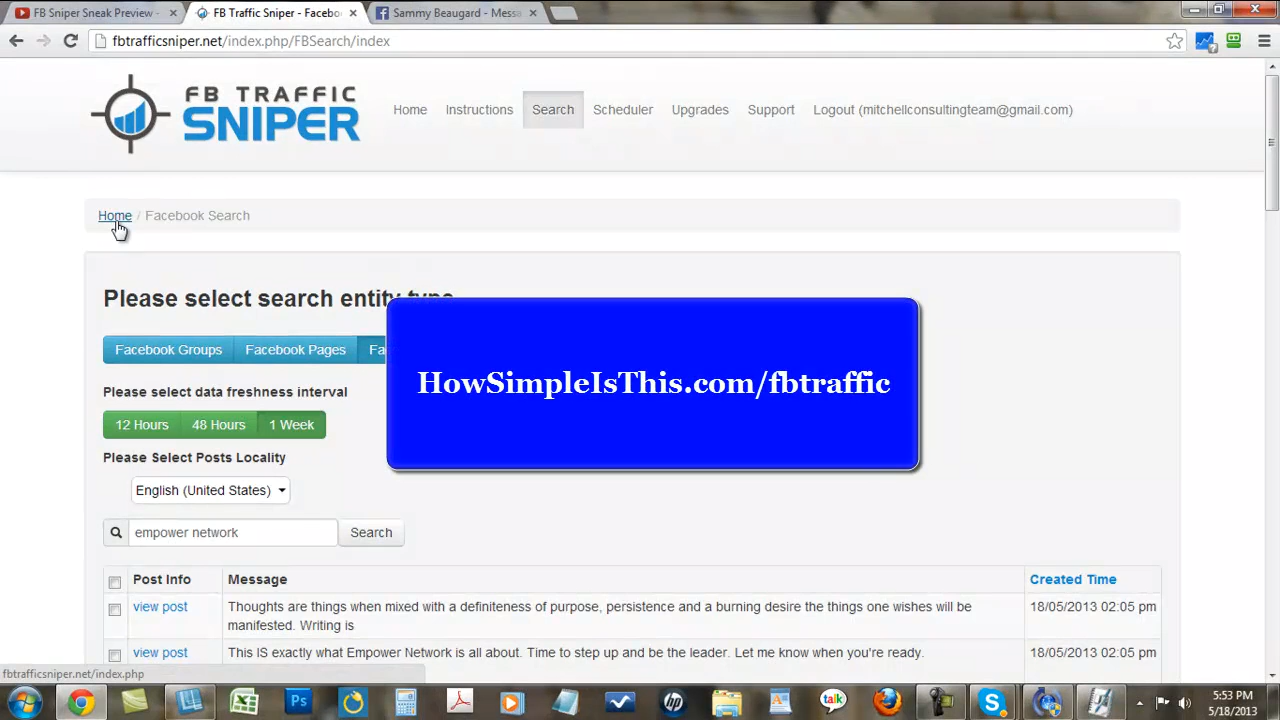 FB Sniper Sneak Preview -
FB Traffic Sniper - Facebo
Sammy Beaugard - Messa
fbtrafficsniper.net/index.php/FBSearch/index
FB TRAFFIC
SNIPER
Home
Instructions
Search
Scheduler
Upgrades
Support
Logout (mitchellconsultingteam@gmail.com)
Home / Facebook Search
Please select search entity type
Facebook Groups
Facebook Pages
Fa
HowSimpleIsThis.com/fbtraffic
Please select data freshness interval
12 Hours
48 Hours
1 Week
Please Select Posts Locality
English (United States)
empower network
Search
Post Info
Message
Created Time
view post
Thoughts are things when mixed with a definiteness of purpose, persistence and a burning desire the things one wishes will be
manifested. Writing is
18/05/2013 02:05 pm
view post
This IS exactly what Empower Network is all about. Time to step up and be the leader. Let me know when you're ready.
18/05/2013 02:05 pm
fbtrafficsniper.net/index.php
Ps
hp
talk
5:53 PM
5/18/2013